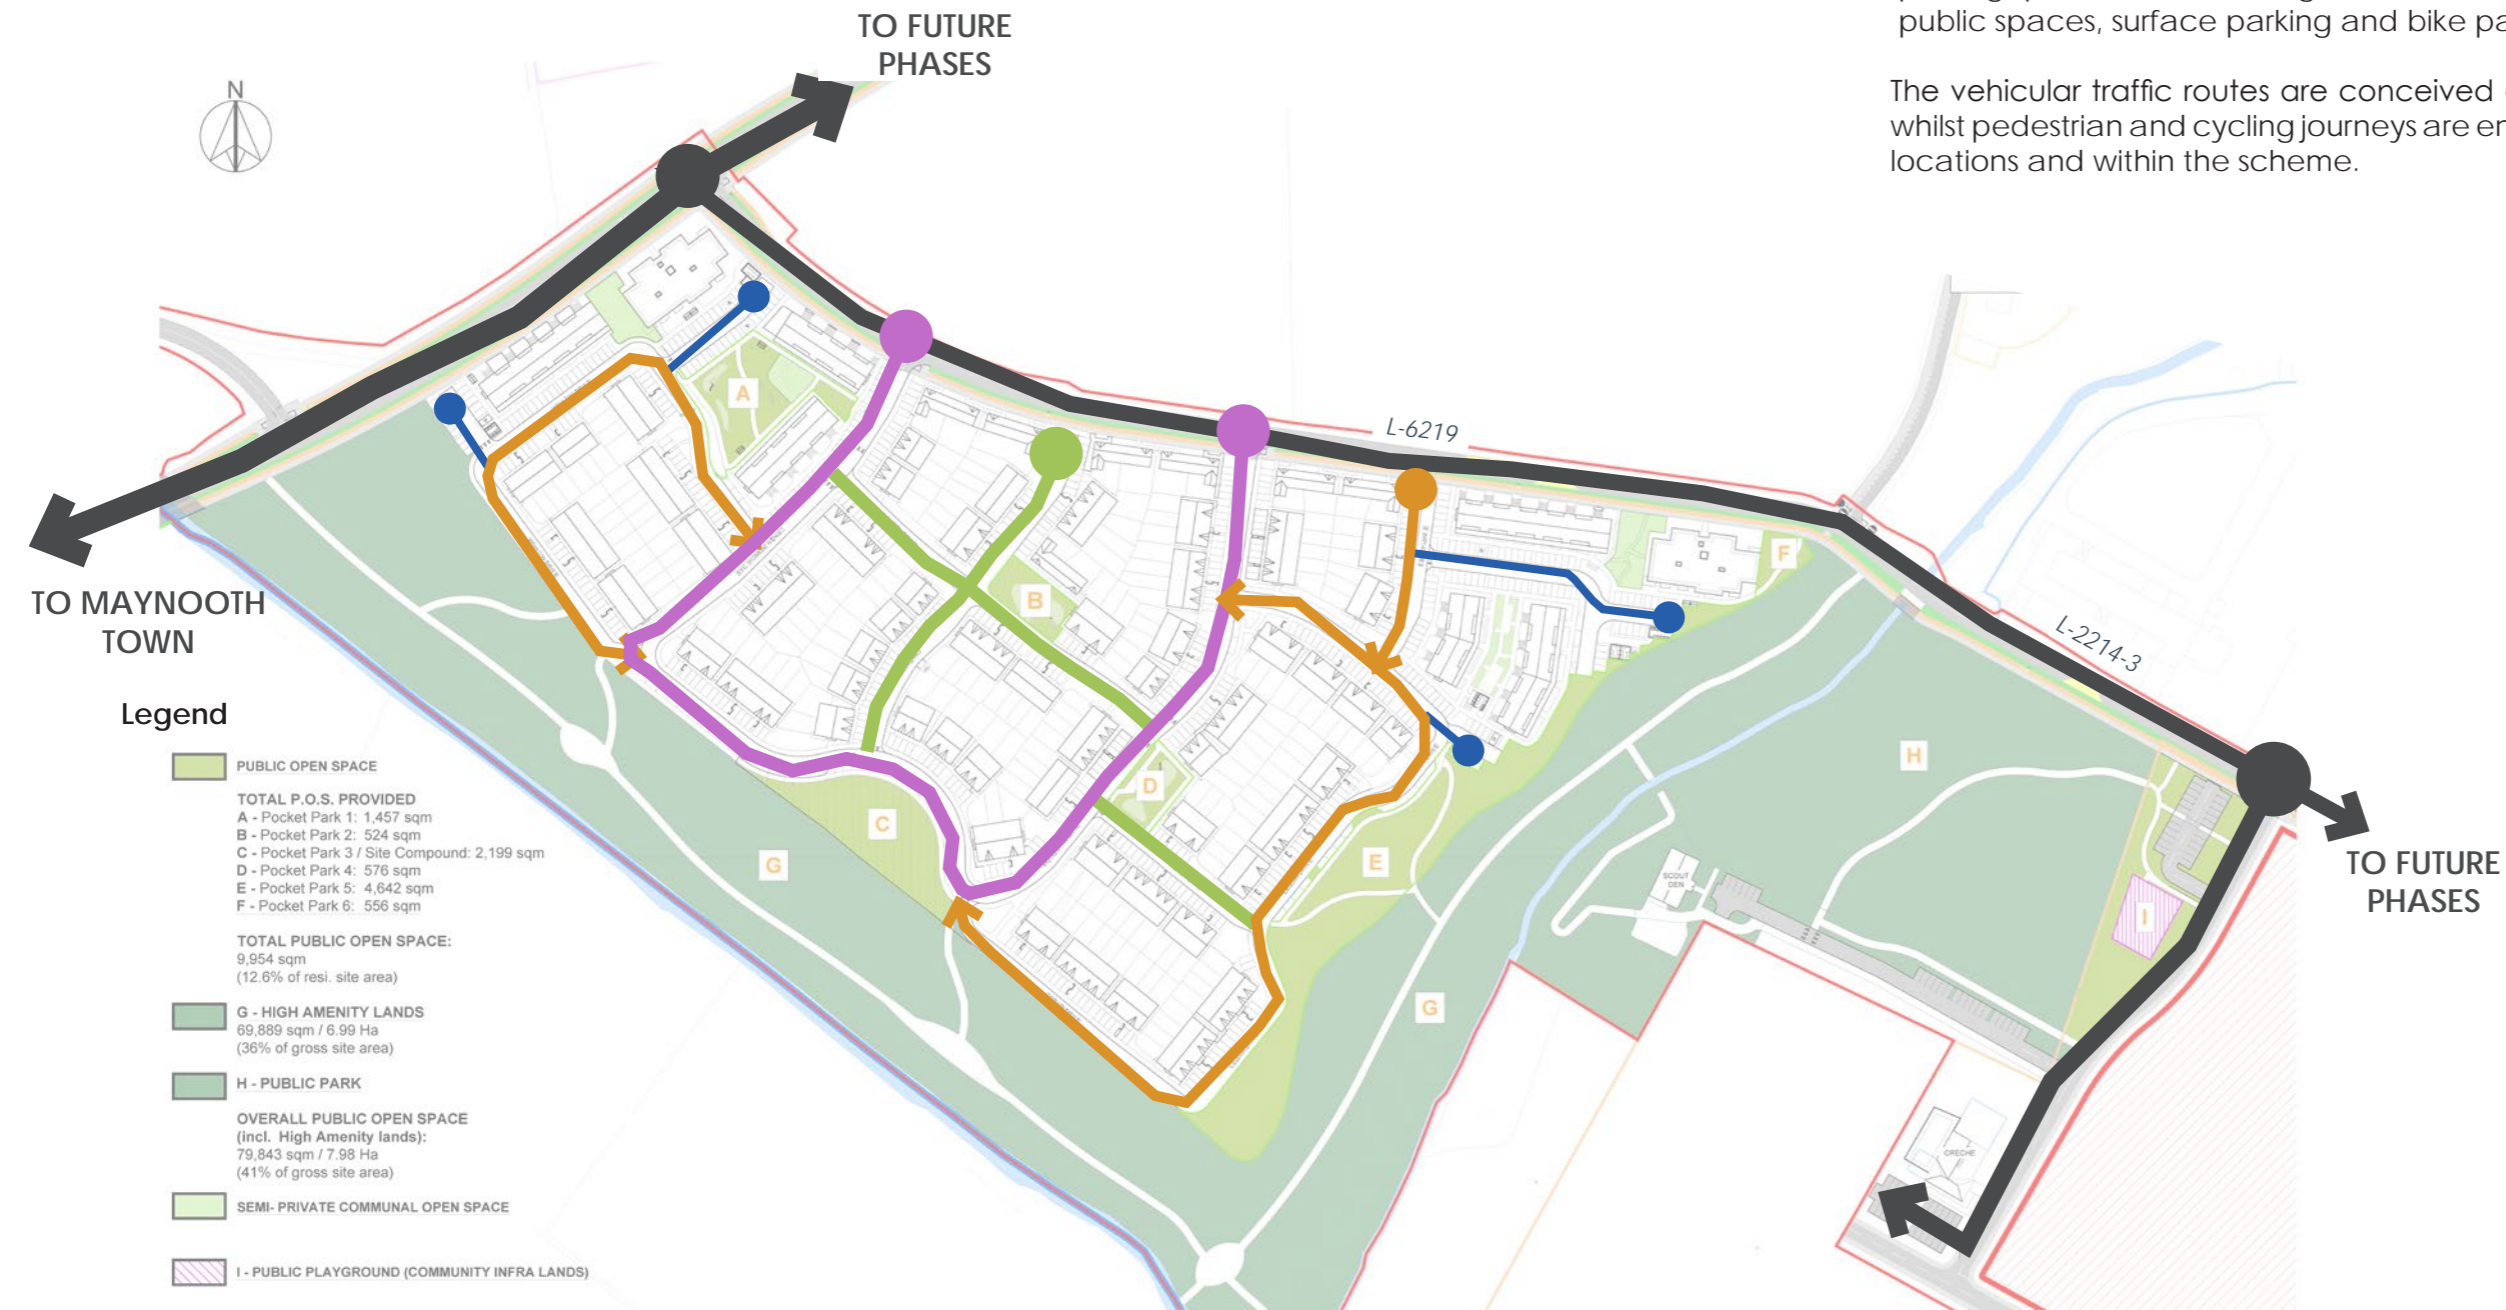 TO FUTURE
PHASES
public spaces, surface parking and bike pa
The vehicular traffic routes are conceived
whilst pedestrian and cycling journeys are en
locations and within the scheme.
N
A
L-6219
B
F
TO MAYNOOTH
TOWN
L-2214-3
H
D
C
G
E
SCOUT
DEN
I
G
TO FUTURE
PHASES
CRECHE
Legend
PUBLIC OPEN SPACE
TOTAL P.O.S. PROVIDED
A - Pocket Park 1: 1,457 sqm
B - Pocket Park 2: 524 sqm
C - Pocket Park 3 / Site Compound: 2,199 sqm
D - Pocket Park 4: 576 sqm
E - Pocket Park 5: 4,642 sqm
F - Pocket Park 6: 556 sqm
TOTAL PUBLIC OPEN SPACE:
9,954 sqm
(12.6% of resi. site area)
G - HIGH AMENITY LANDS
69,889 sqm / 6.99 Ha
(36% of gross site area)
H - PUBLIC PARK
OVERALL PUBLIC OPEN SPACE
(incl. High Amenity lands):
79,843 sqm / 7.98 Ha
(41% of gross site area)
SEMI- PRIVATE COMMUNAL OPEN SPACE
I - PUBLIC PLAYGROUND (COMMUNITY INFRA LANDS)